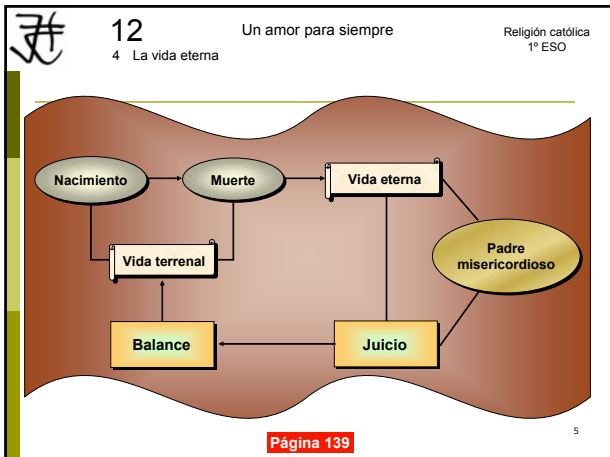 12
Un amor para siempre
Religión católica
1º ESO
4 La vida eterna
Nacimiento
Muerte
Vida eterna
Padre
misericordioso
Vida terrenal
Balance
Juicio
Página 139
5